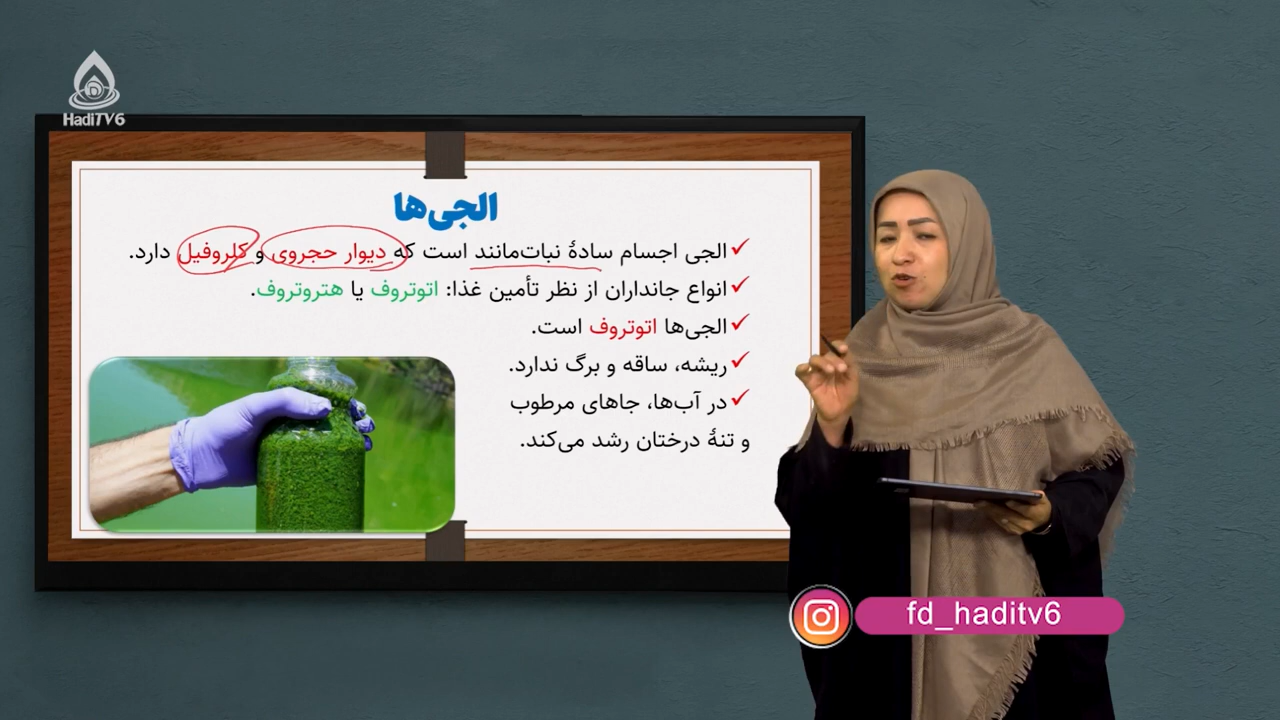 HadiTV6
الجی‌ها
✓الجی اجسام سادهٔ نبات‌مانند است که دیوار حجروی و کلروفیل دارد.
✓انواع جانداران از نظر تأمین غذا: اتوتروف یا هتروتروف.
✓الجی‌ها اتوتروف است.
✓ریشه، ساقه و برگ ندارد.
✓در آب‌ها، جاهای مرطوب
و تنهٔ درختان رشد می‌کند.
fd_haditv6